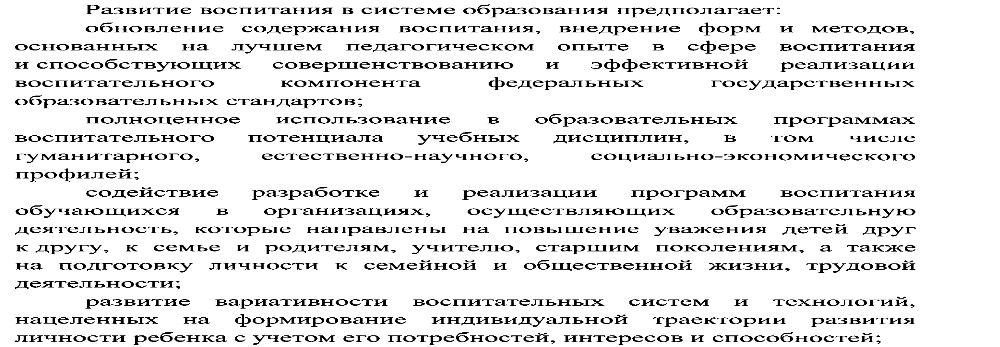 Развитие воспитания в системе образования предполагает:
обновление содержания воспитания, внедрение форм и методов,
основанных на лучшем педагогическом опыте в сфере воспитания
и способствующих совершенствованию и эффективной реализации
воспитательного компонента федеральных государственных
образовательных стандартов;
полноценное использование в образовательных программах
воспитательного потенциала учебных дисциплин, в том числе
гуманитарного, естественно-научного, социально-экономического
профилей;
содействие разработке и реализации программ воспитания
обучающихся в организациях, осуществляющих образовательную
деятельность, которые направлены на повышение уважения детей друг
к другу, к семье и родителям, учителю, старшим поколениям, а также
на подготовку личности к семейной и общественной жизни, трудовой
деятельности;
развитие вариативности воспитательных систем и технологий,
нацеленных на формирование индивидуальной траектории развития
личности ребенка с учетом его потребностей, интересов и способностей;